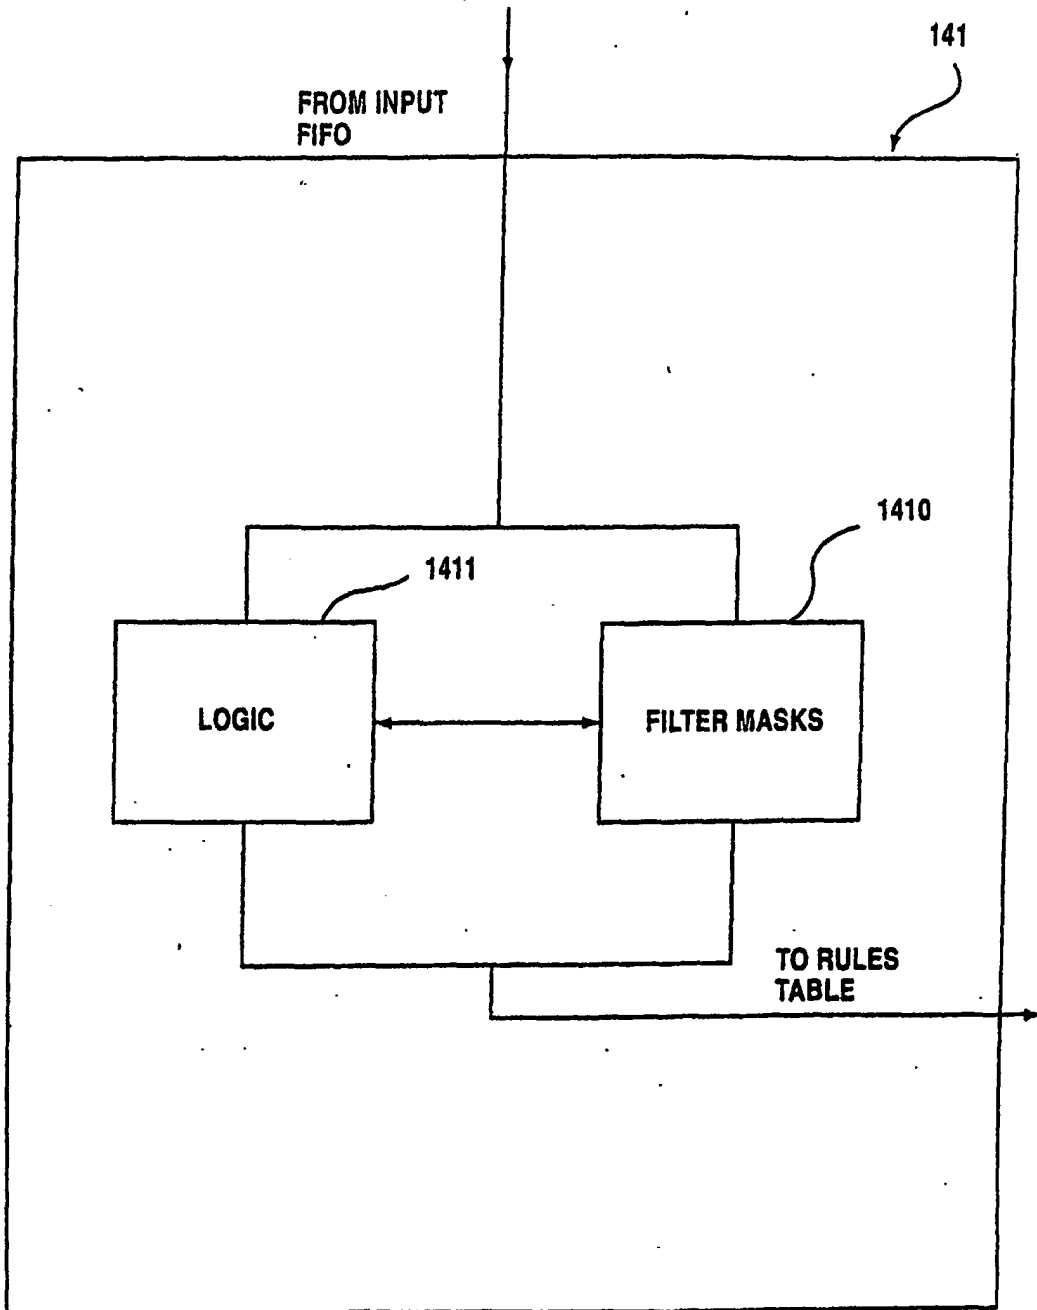 141
FROM INPUT
FIFO
1410
1411
LOGIC
FILTER MASKS
TO RULES
TABLE